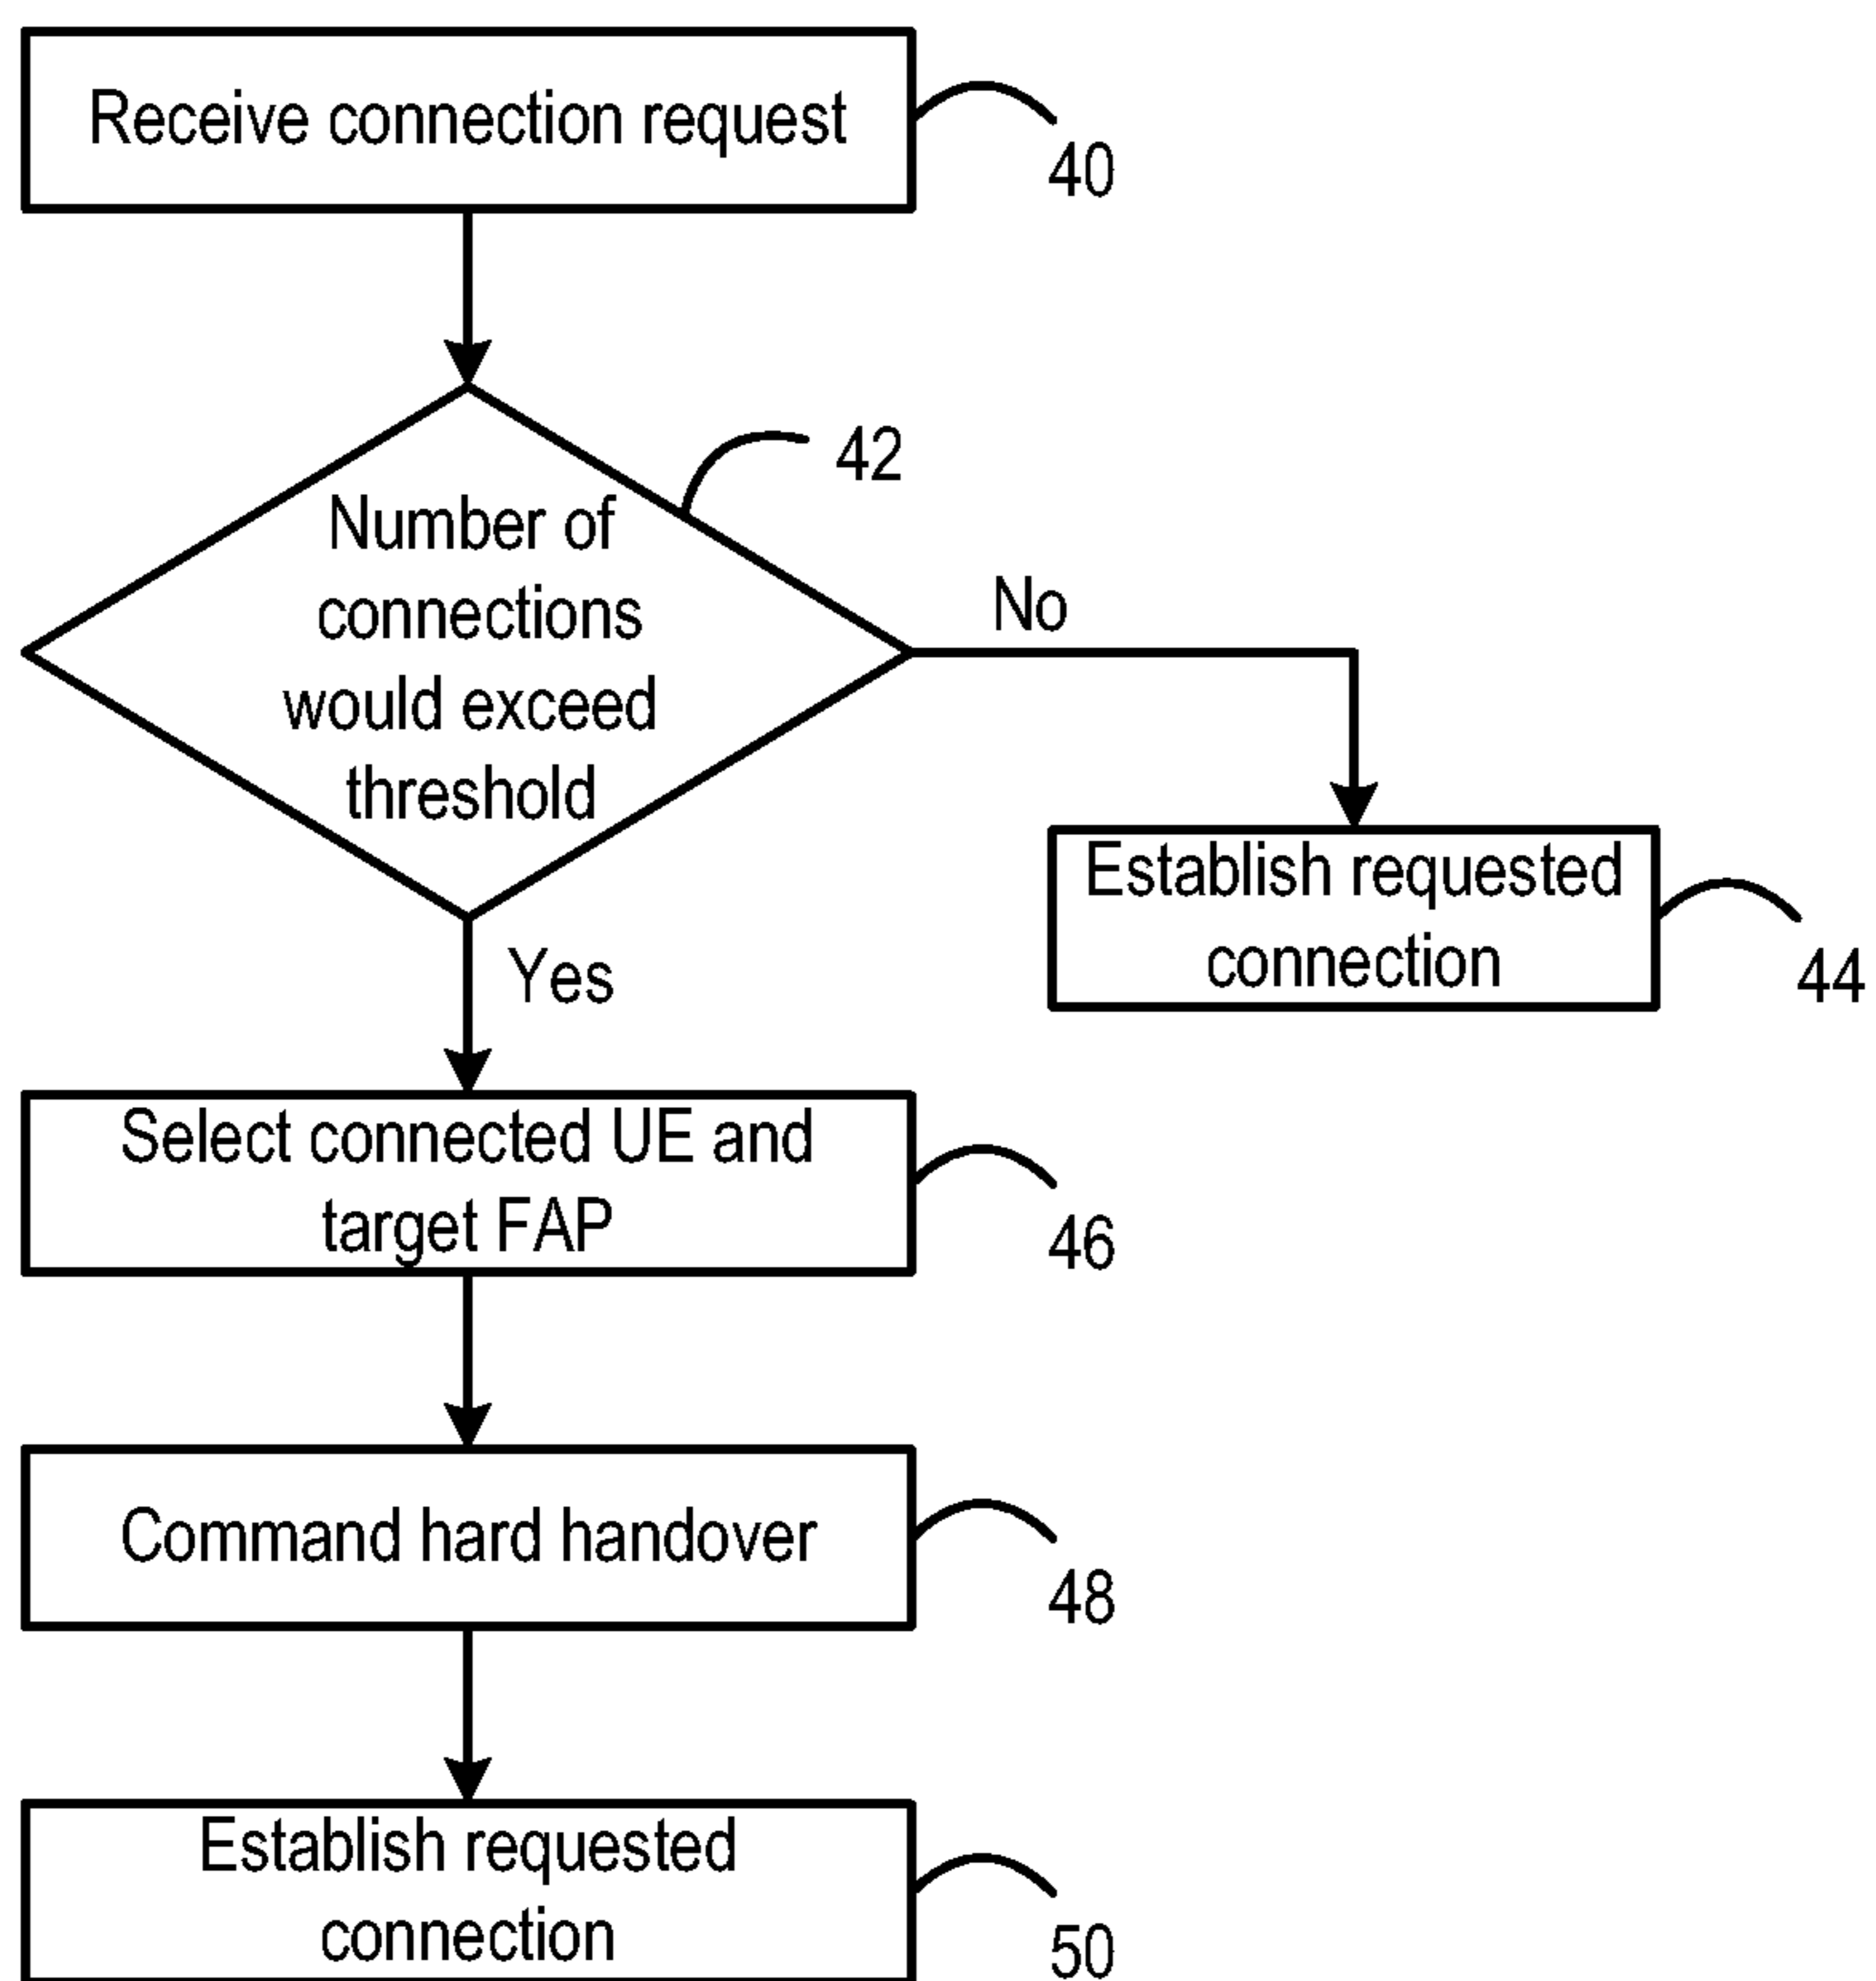 Receive connection request
40
42
Number of
connections
would exceed
threshold
No
Establish requested
connection
44
Yes
Select connected UE and
target FAP
46
Command hard handover
48
Establish requested
connection
50